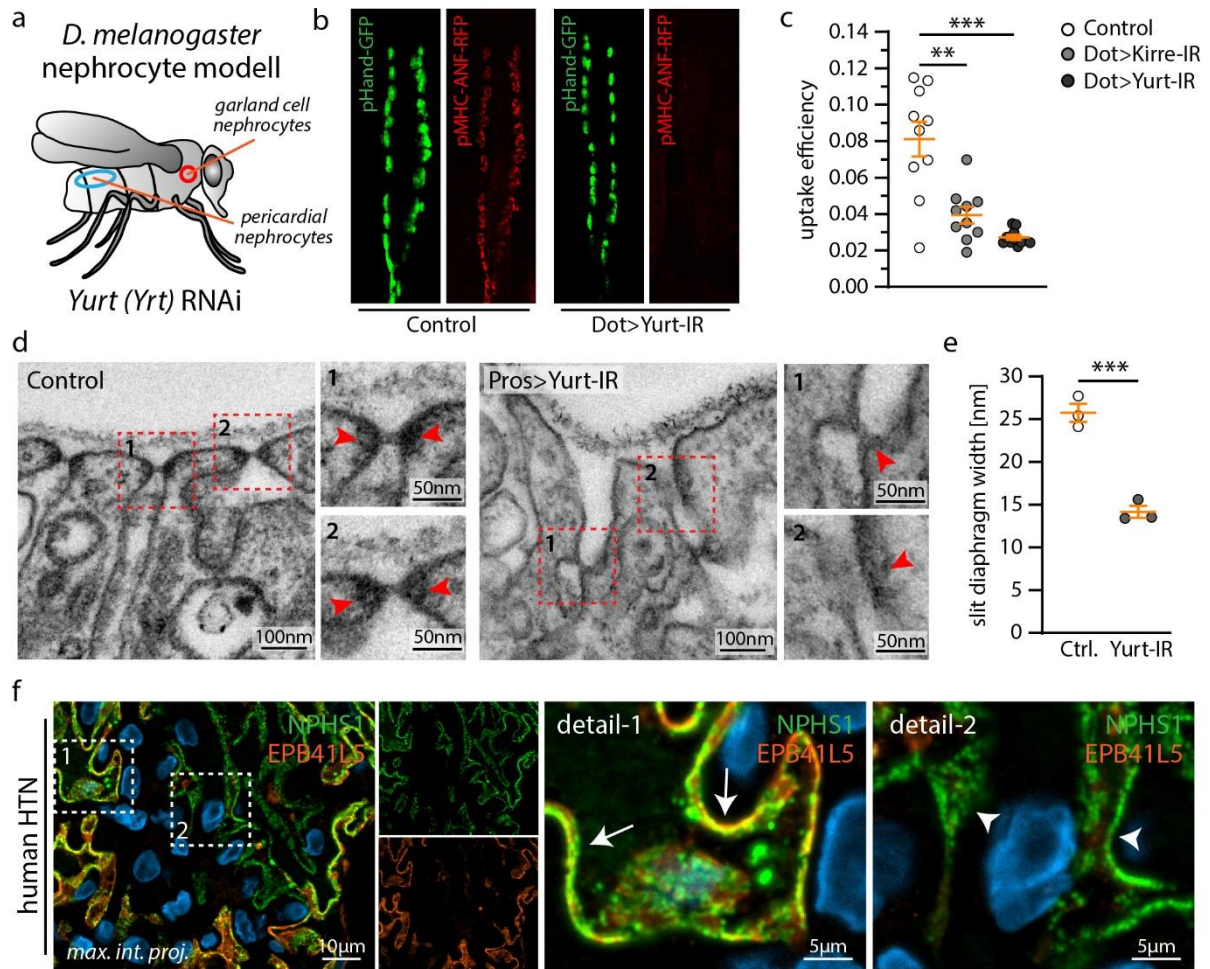 a
D. melanogaster
nephrocyte modell
garland cell
nephrocytes
pericardial
nephrocytes
Yurt (Yrt) RNAi
b
pHand-GFP
pMHC-ANF-RFP
pHand-GFP
pMHC-ANF-RFP
Control
Dot>Yurt-IR
c
uptake efficiency
0.14
0.12
0.10
0.08
0.06
0.04
0.02
0.00
***
**
Control
Dot>Kirre-IR
Dot>Yurt-IR
d
Control
1
2
100nm
1
50nm
2
50nm
Pros>Yurt-IR
1
2
100nm
1
50nm
2
50nm
e
slit diaphragm width [nm]
30
25
20
15
10
5
0
***
Ctrl. Yurt-IR
f
human HTN
NPHS1
EPB41L5
1
2
max. int. proj.
10µm
detail-1
NPHS1
EPB41L5
5µm
detail-2
NPHS1
EPB41L5
5µm